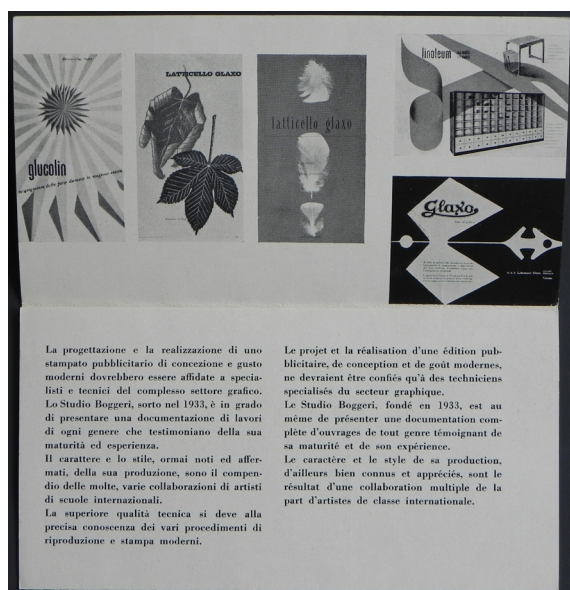 glucolin
LATTICELLO GLAXO
latticello glaxo
linoleum
Glaxo
La progettazione e la realizzazione di uno
stampato pubblicitario di concezione e gusto
moderni dovrebbero essere affidate a specia-
listi e tecnici del complesso settore grafico.
Lo Studio Boggeri, sorto nel 1933, è in grado
di presentare una documentazione di lavori
di ogni genere che testimoniano della sua
maturità ed esperienza.
Il carattere e lo stile, ormai noti ed affer-
mati, della sua produzione, sono il compen-
dio delle molte, varie collaborazioni di artisti
di scuole internazionali.
La superiore qualità tecnica si deve alla
precisa conoscenza dei vari procedimenti di
riproduzione e stampa moderni.
Le projet et la réalisation d'une édition pub-
blicitaire, de conception et de goût modernes,
ne devraient être confiés qu'à des techniciens
spécialisés du secteur graphique.
Le Studio Boggeri, fondé en 1933, est au
même de présenter une documentation com-
plète d'ouvrages de tout genre témoignant de
sa maturité et de son expérience.
Le caractère et le style de sa production,
d'ailleurs bien connus et appréciés, sont le
résultat d'une collaboration multiple de la
part d'artistes de classe internationale.